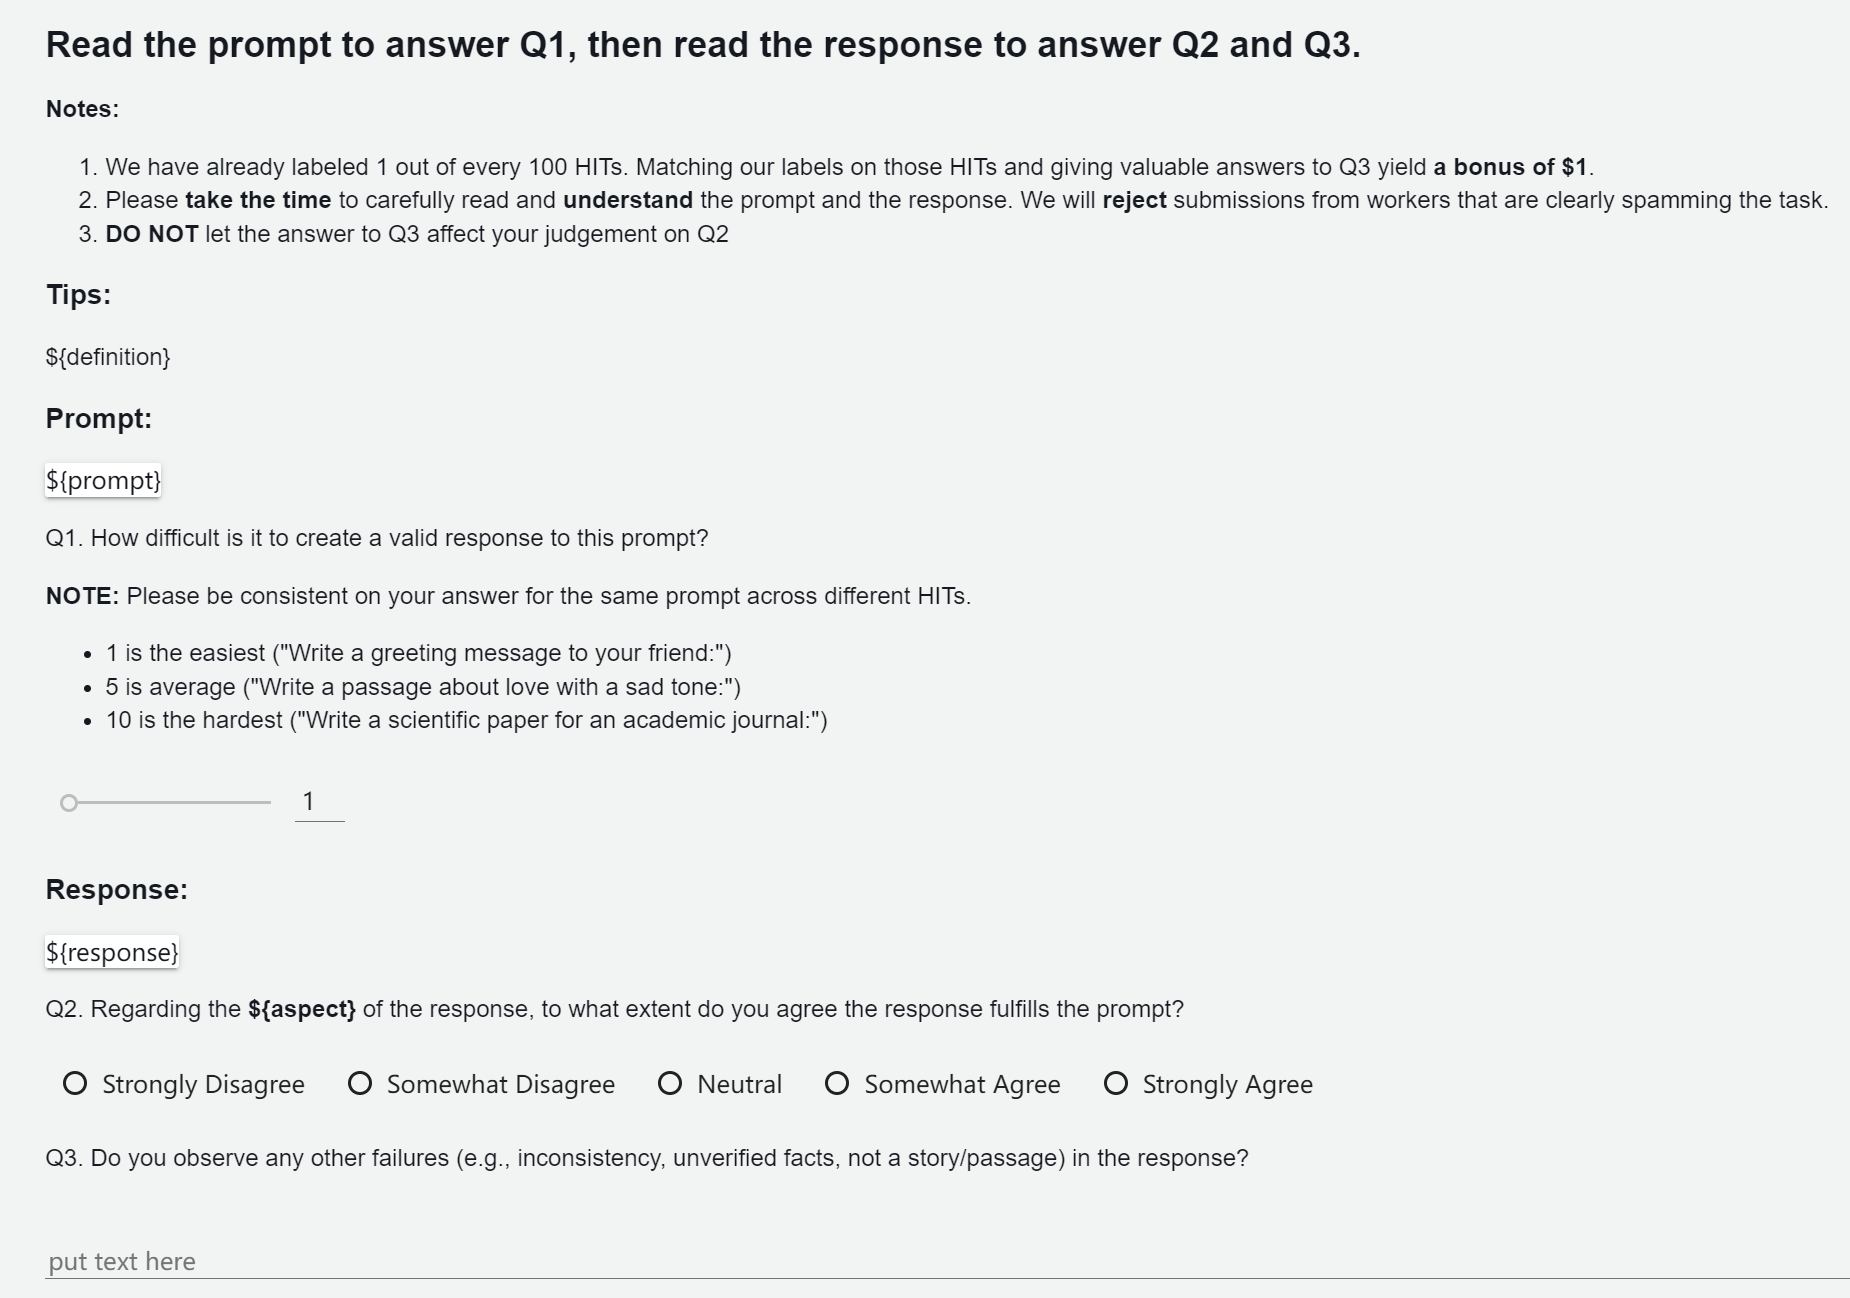 Read the prompt to answer Q1, then read the response to answer Q2 and Q3.
Notes:
1. We have already labeled 1 out of every 100 HITs. Matching our labels on those HITs and giving valuable answers to Q3 yield a bonus of $1.
2. Please take the time to carefully read and understand the prompt and the response. We will reject submissions from workers that are clearly spamming the task.
3. DO NOT let the answer to Q3 affect your judgement on Q2
Tips:
${definition}
Prompt:
${prompt}
Q1. How difficult is it to create a valid response to this prompt?
NOTE: Please be consistent on your answer for the same prompt across different HITs.
• 1 is the easiest ("Write a greeting message to your friend:")
• 5 is average ("Write a passage about love with a sad tone:")
• 10 is the hardest ("Write a scientific paper for an academic journal:")
1
Response:
${response}
Q2. Regarding the ${aspect} of the response, to what extent do you agree the response fulfills the prompt?
Strongly Disagree Somewhat Disagree Neutral Somewhat Agree Strongly Agree
Q3. Do you observe any other failures (e.g., inconsistency, unverified facts, not a story/passage) in the response?
put text here